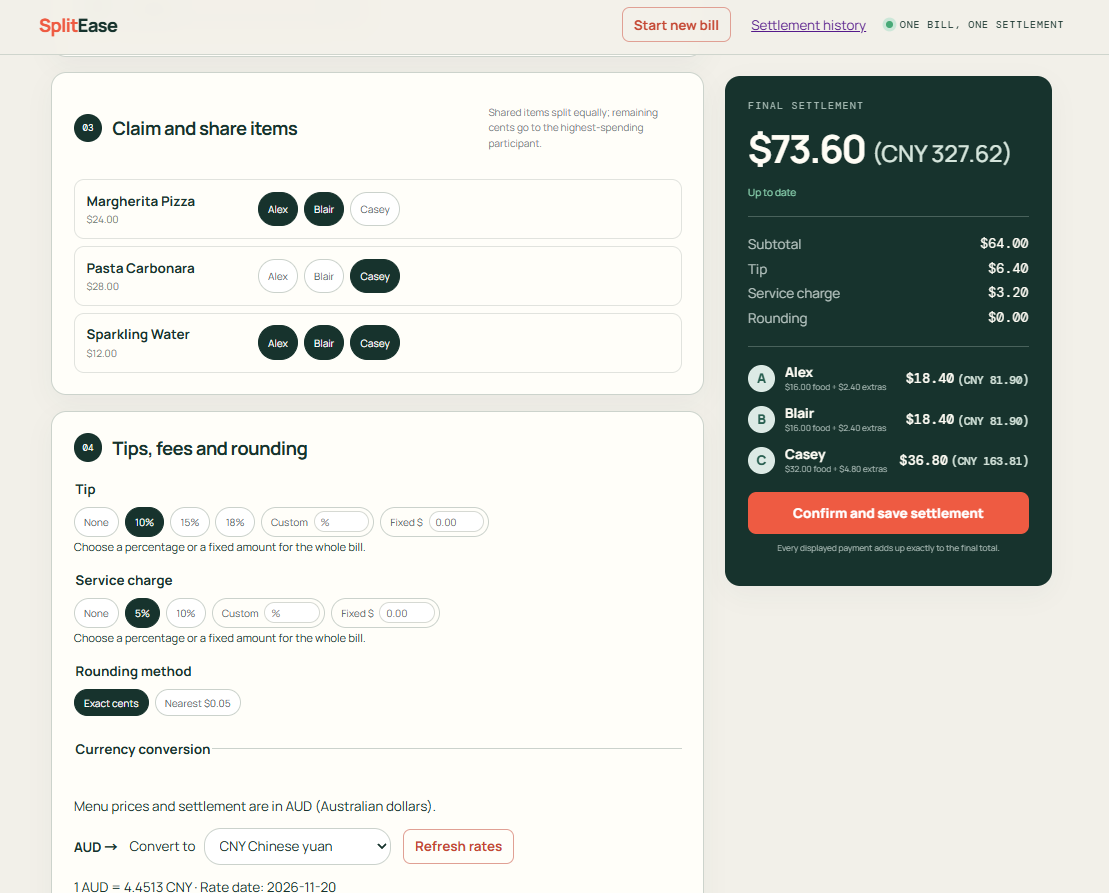 SplitEase
Start new bill
Settlement history
ONE BILL, ONE SETTLEMENT
03
Claim and share items
Shared items split equally; remaining
cents go to the highest-spending
participant.
Margherita Pizza
$24.00
Alex Blair Casey
Pasta Carbonara
$28.00
Alex Blair Casey
Sparkling Water
$12.00
Alex Blair Casey
04
Tips, fees and rounding
Tip
None 10% 15% 18% Custom % Fixed $ 0.00
Choose a percentage or a fixed amount for the whole bill.
Service charge
None 5% 10% Custom % Fixed $ 0.00
Choose a percentage or a fixed amount for the whole bill.
Rounding method
Exact cents Nearest $0.05
Currency conversion
Menu prices and settlement are in AUD (Australian dollars).
AUD → Convert to CNY Chinese yuan Refresh rates
1 AUD = 4.4513 CNY · Rate date: 2026-11-20
FINAL SETTLEMENT
$73.60 (CNY 327.62)
Up to date
Subtotal $64.00
Tip $6.40
Service charge $3.20
Rounding $0.00
A Alex $18.40 (CNY 81.90)
$16.00 food + $2.40 extras
B Blair $18.40 (CNY 81.90)
$16.00 food + $2.40 extras
C Casey $36.80 (CNY 163.81)
$32.00 food + $4.80 extras
Confirm and save settlement
Every displayed payment adds up exactly to the final total.